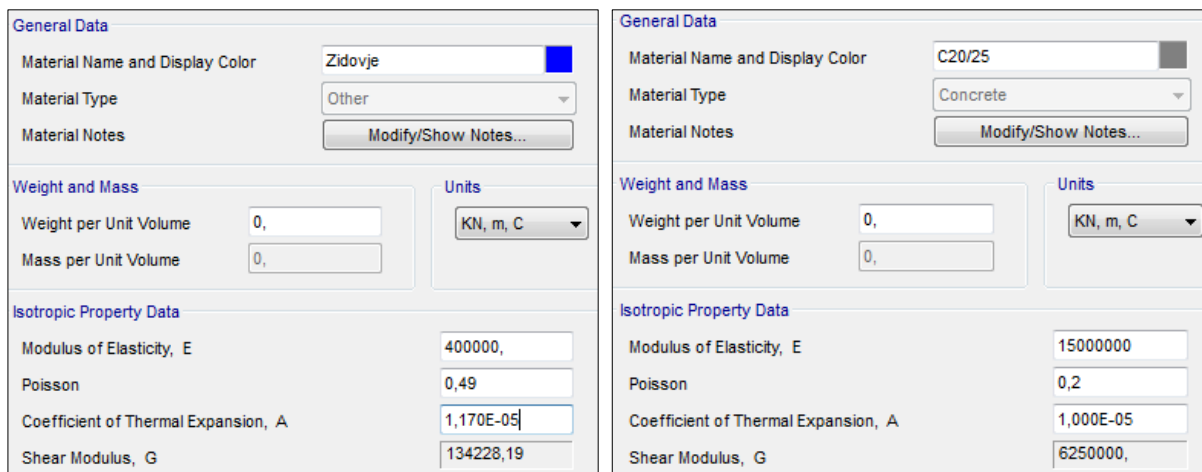 General Data
Material Name and Display Color Zidovje
Material Type Other
Material Notes Modify/Show Notes...
Weight and Mass Units
Weight per Unit Volume 0, KN, m, C
Mass per Unit Volume 0,
Isotropic Property Data
Modulus of Elasticity, E 400000,
Poisson 0,49
Coefficient of Thermal Expansion, A 1,170E-05
Shear Modulus, G 134228,19
General Data
Material Name and Display Color C20/25
Material Type Concrete
Material Notes Modify/Show Notes...
Weight and Mass Units
Weight per Unit Volume 0, KN, m, C
Mass per Unit Volume 0,
Isotropic Property Data
Modulus of Elasticity, E 15000000
Poisson 0,2
Coefficient of Thermal Expansion, A 1,000E-05
Shear Modulus, G 6250000,